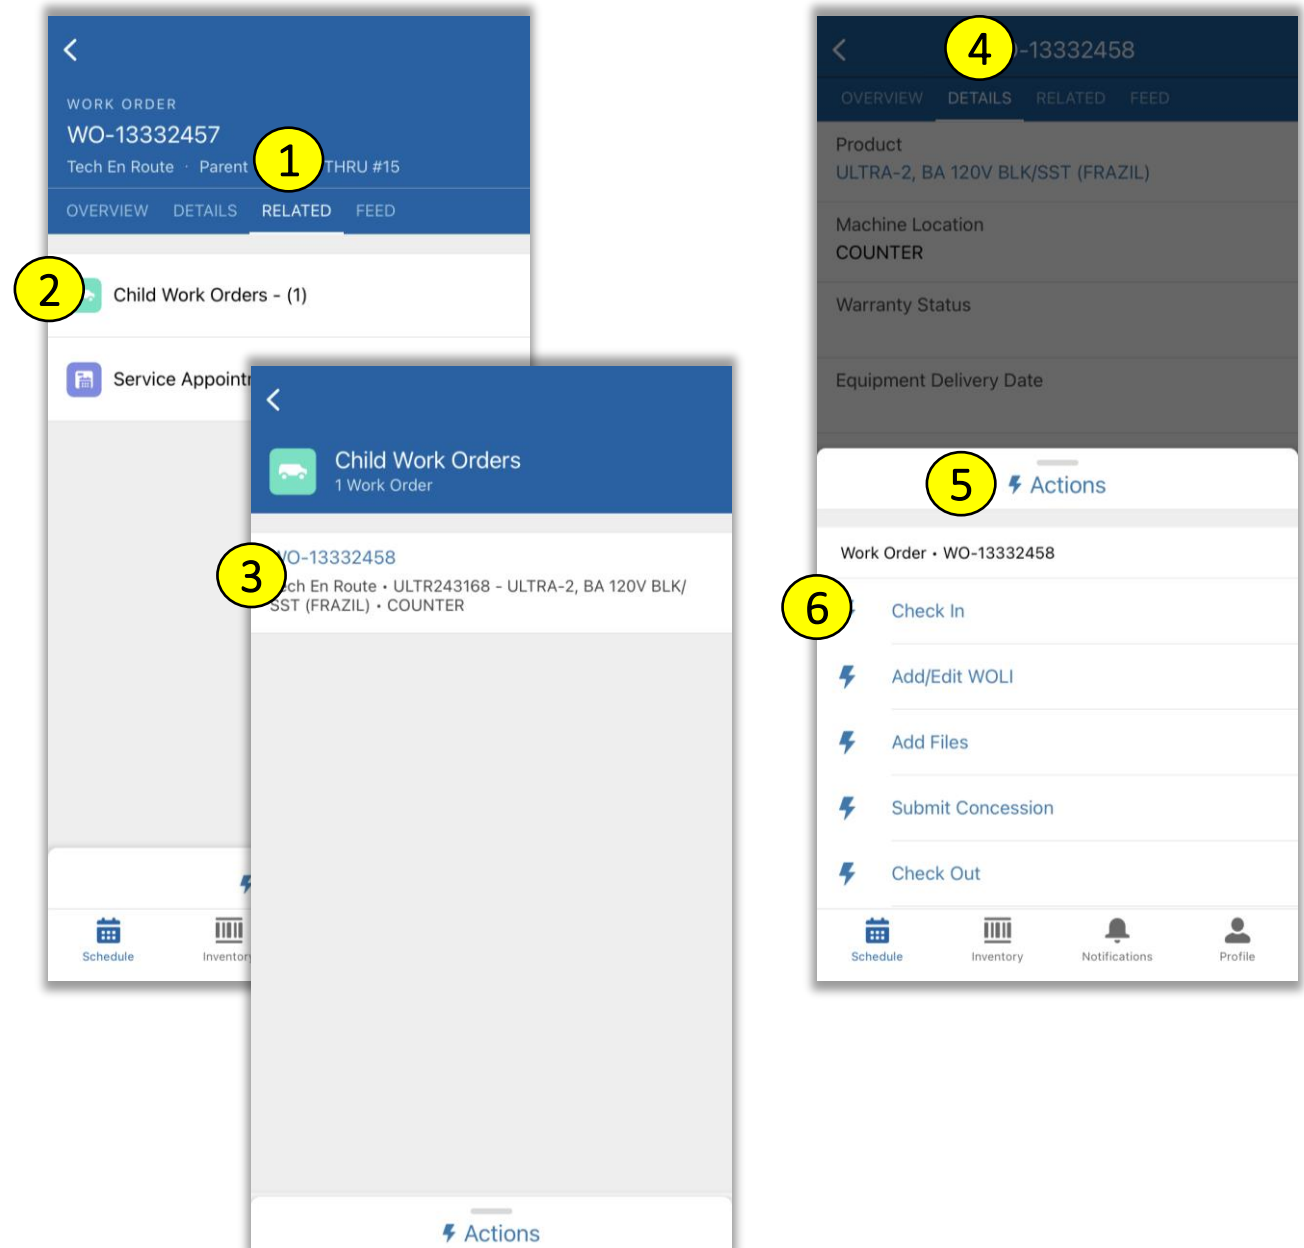 WORK ORDER
WO-13332457
Tech En Route · Parent THRU #15
1
OVERVIEW DETAILS RELATED FEED
2
Child Work Orders - (1)
Service
Schedule
Child Work Orders
1 Work Order
3
WO-13332458
Tech En Route • ULTR243168 - ULTRA-2, BA 120V BLK/
SST (FRAZIL) • COUNTER
Actions
4
-13332458
OVERVIEW DETAILS RELATED FEED
Product
ULTRA-2, BA 120V BLK/SST (FRAZIL)
Machine Location
COUNTER
Warranty Status
Equipment Delivery Date
5
Actions
Work Order • WO-13332458
6
Check In
Add/Edit WOLI
Add Files
Submit Concession
Check Out
Schedule Inventory Notifications Profile